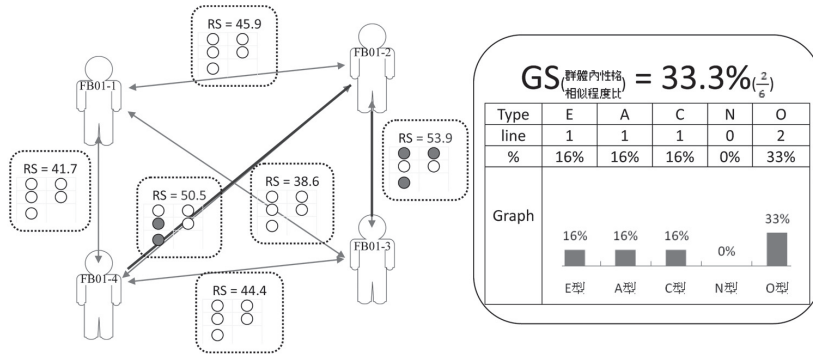 RS = 45.9
FB01-2
FB01-1
RS = 53.9
RS = 41.7
RS = 50.5
RS = 38.6
FB01-3
FB01-4
RS = 44.4
GS(群體內性格相似程度比) = 33.3%(2/6)
Type E A C N O
line 1 1 1 0 2
% 16% 16% 16% 0% 33%
Graph
16% 16% 16% 0% 33%
E型 A型 C型 N型 O型